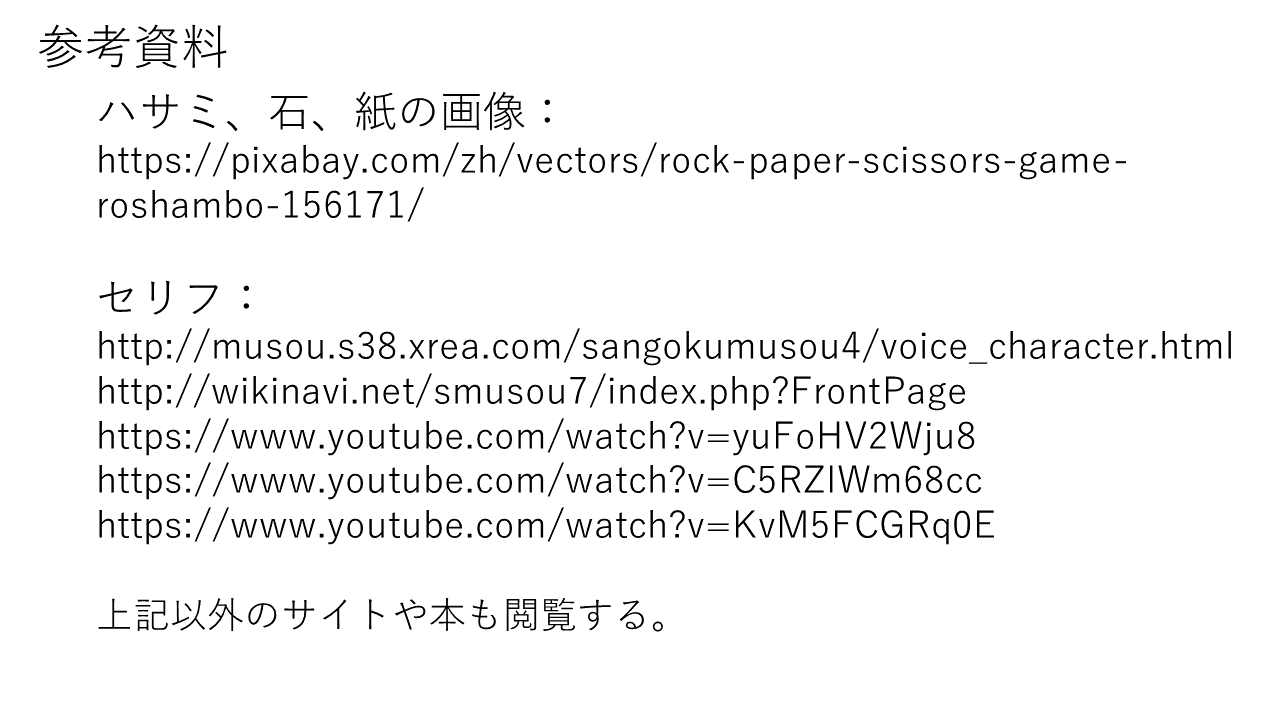 参考資料
ハサミ、石、紙の画像：
https://pixabay.com/zh/vectors/rock-paper-scissors-game-
roshambo-156171/
セリフ：
http://musou.s38.xrea.com/sangokumusou4/voice_character.html
http://wikinavi.net/smusou7/index.php?FrontPage
https://www.youtube.com/watch?v=yuFoHV2Wju8
https://www.youtube.com/watch?v=C5RZlWm68cc
https://www.youtube.com/watch?v=KvM5FCGRq0E
上記以外のサイトや本も閲覧する。